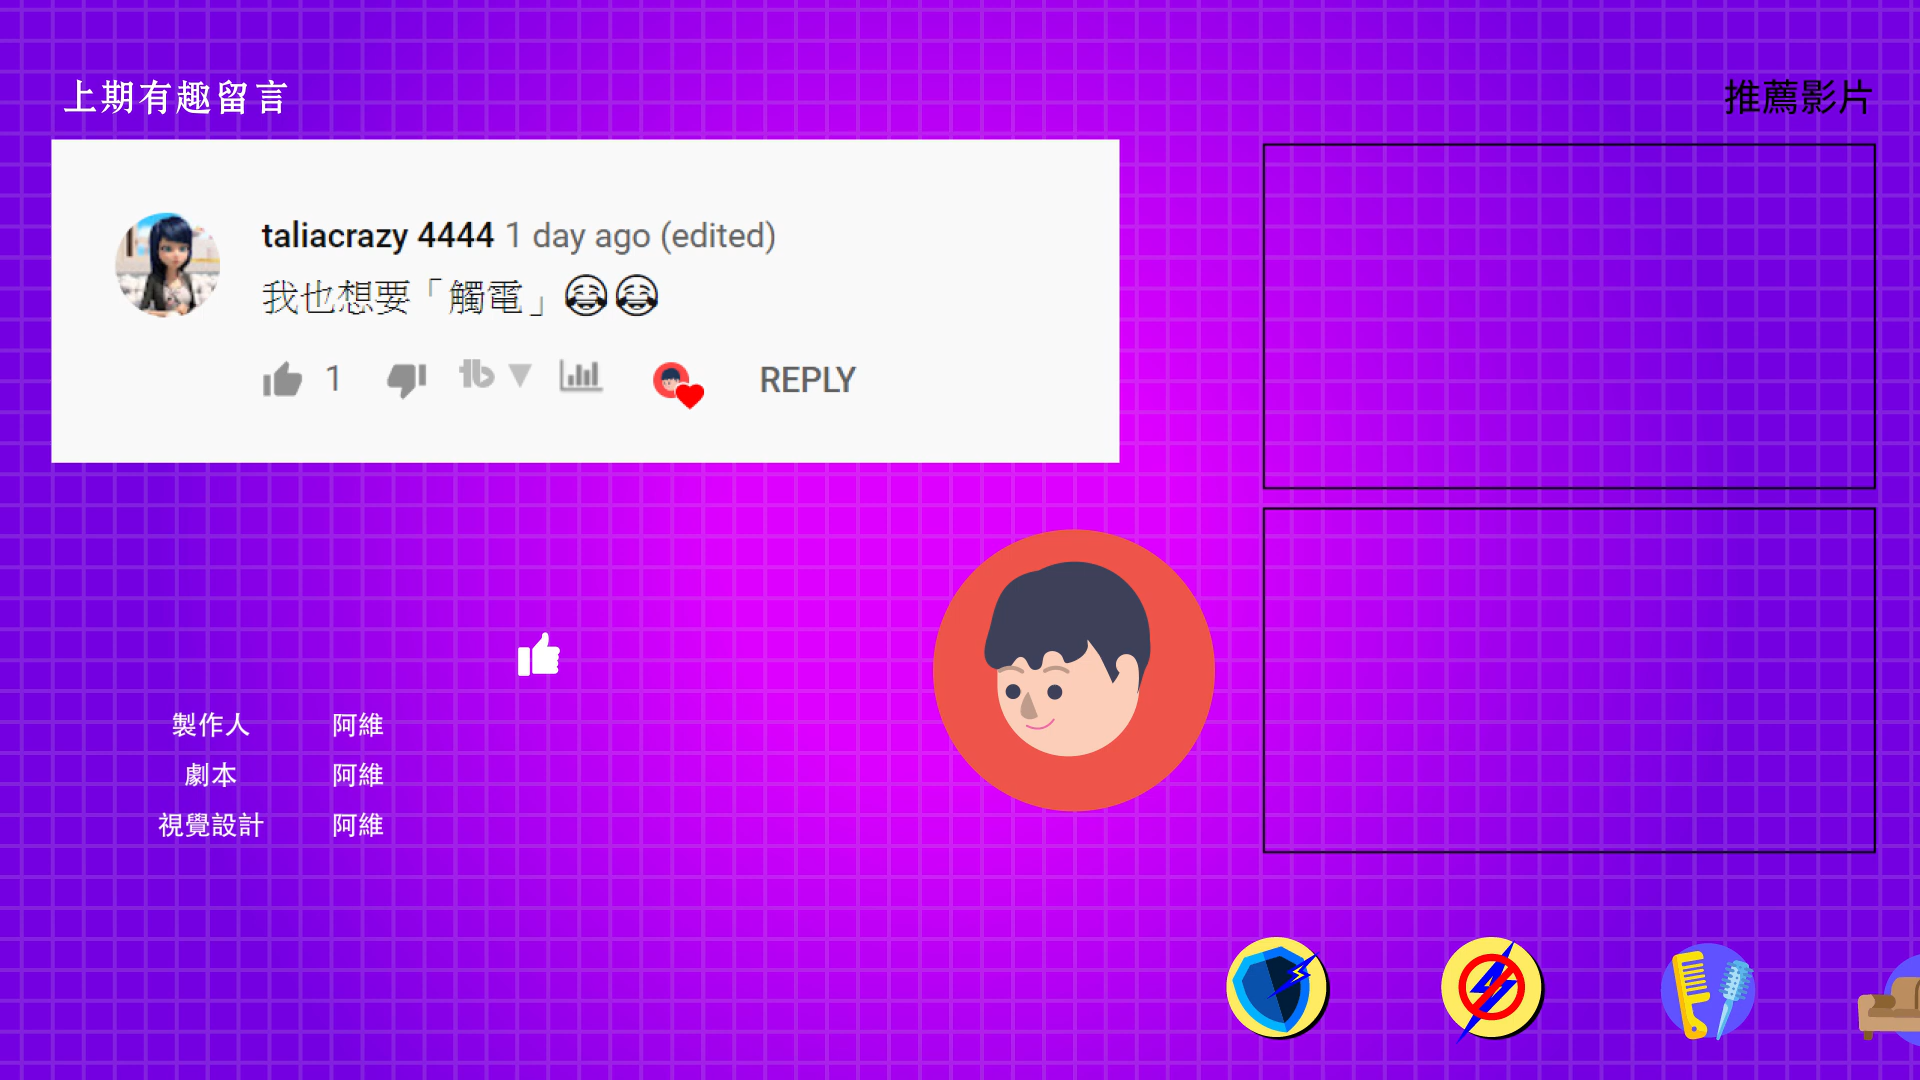 上期有趣留言
推薦影片
taliacrazy 4444 1 day ago (edited)
我也想要「觸電」😂😂
1 tb REPLY
製作人 阿維
劇本 阿維
視覺設計 阿維